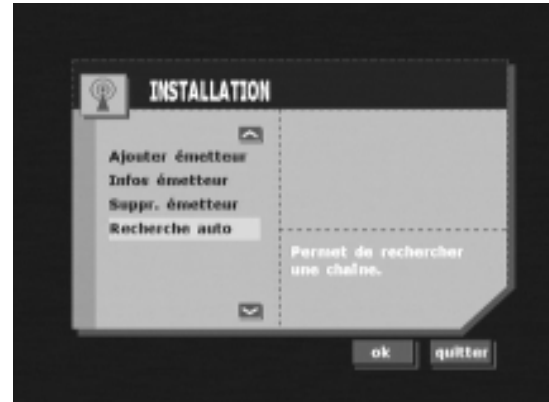 INSTALLATION
Ajouter émetteur
Infos émetteur
Suppr. émetteur
Recherche auto
Permet de rechercher
une chaîne.
ok
quitter